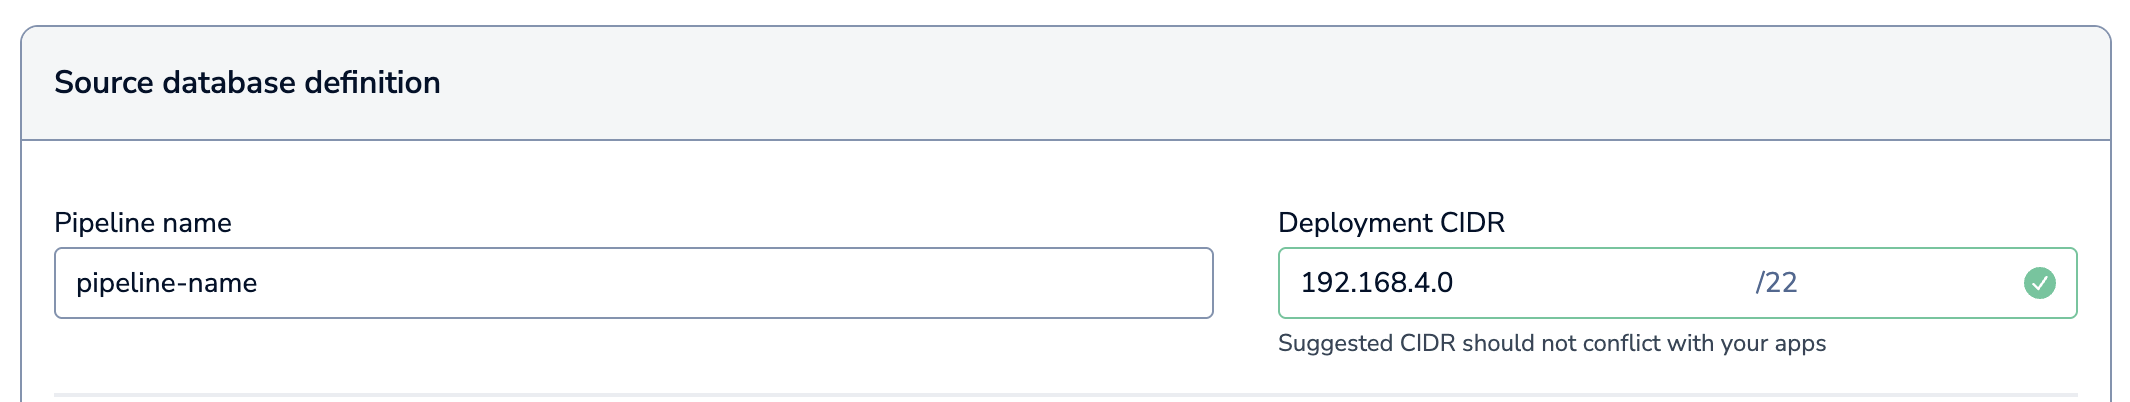 Source database definition
Pipeline name
pipeline-name
Deployment CIDR
192.168.4.0 /22
Suggested CIDR should not conflict with your apps